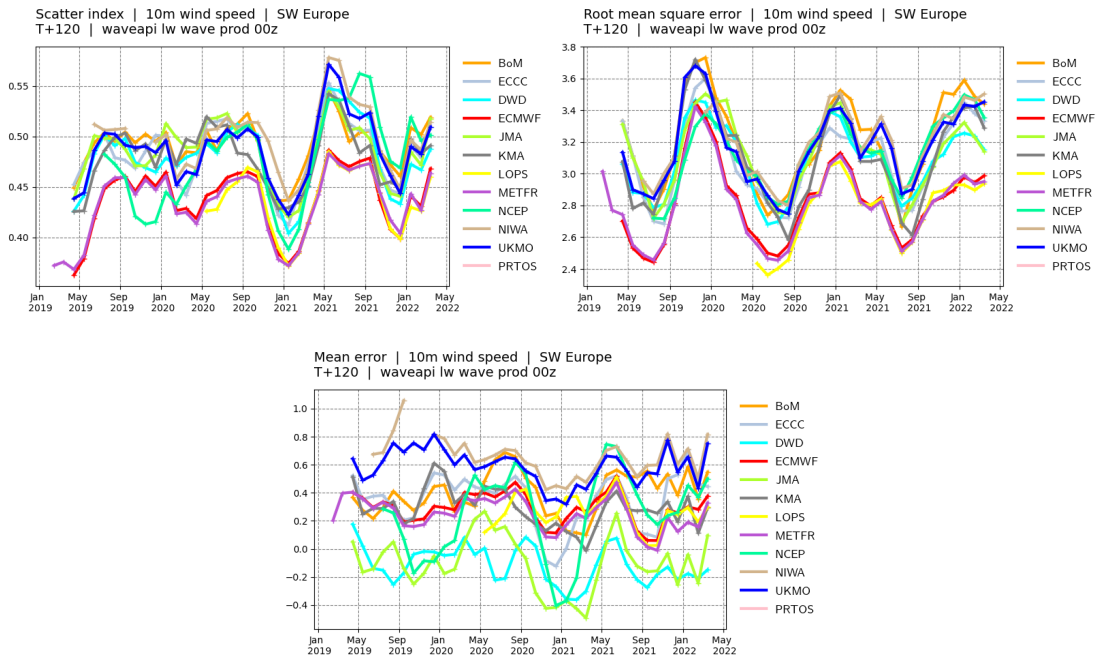 Scatter index | 10m wind speed | SW Europe
T+120 | waveapi lw wave prod 00z
0.55
0.50
0.45
0.40
Jan 2019
May 2019
Sep 2019
Jan 2020
May 2020
Sep 2020
Jan 2021
May 2021
Sep 2021
Jan 2022
May 2022
BoM
ECCC
DWD
ECMWF
JMA
KMA
LOPS
METFR
NCEP
NIWA
UKMO
PRTOS
Root mean square error | 10m wind speed | SW Europe
T+120 | waveapi lw wave prod 00z
3.8
3.6
3.4
3.2
3.0
2.8
2.6
2.4
Jan 2019
May 2019
Sep 2019
Jan 2020
May 2020
Sep 2020
Jan 2021
May 2021
Sep 2021
Jan 2022
May 2022
BoM
ECCC
DWD
ECMWF
JMA
KMA
LOPS
METFR
NCEP
NIWA
UKMO
PRTOS
Mean error | 10m wind speed | SW Europe
T+120 | waveapi lw wave prod 00z
1.0
0.8
0.6
0.4
0.2
0.0
−0.2
−0.4
Jan 2019
May 2019
Sep 2019
Jan 2020
May 2020
Sep 2020
Jan 2021
May 2021
Sep 2021
Jan 2022
May 2022
BoM
ECCC
DWD
ECMWF
JMA
KMA
LOPS
METFR
NCEP
NIWA
UKMO
PRTOS